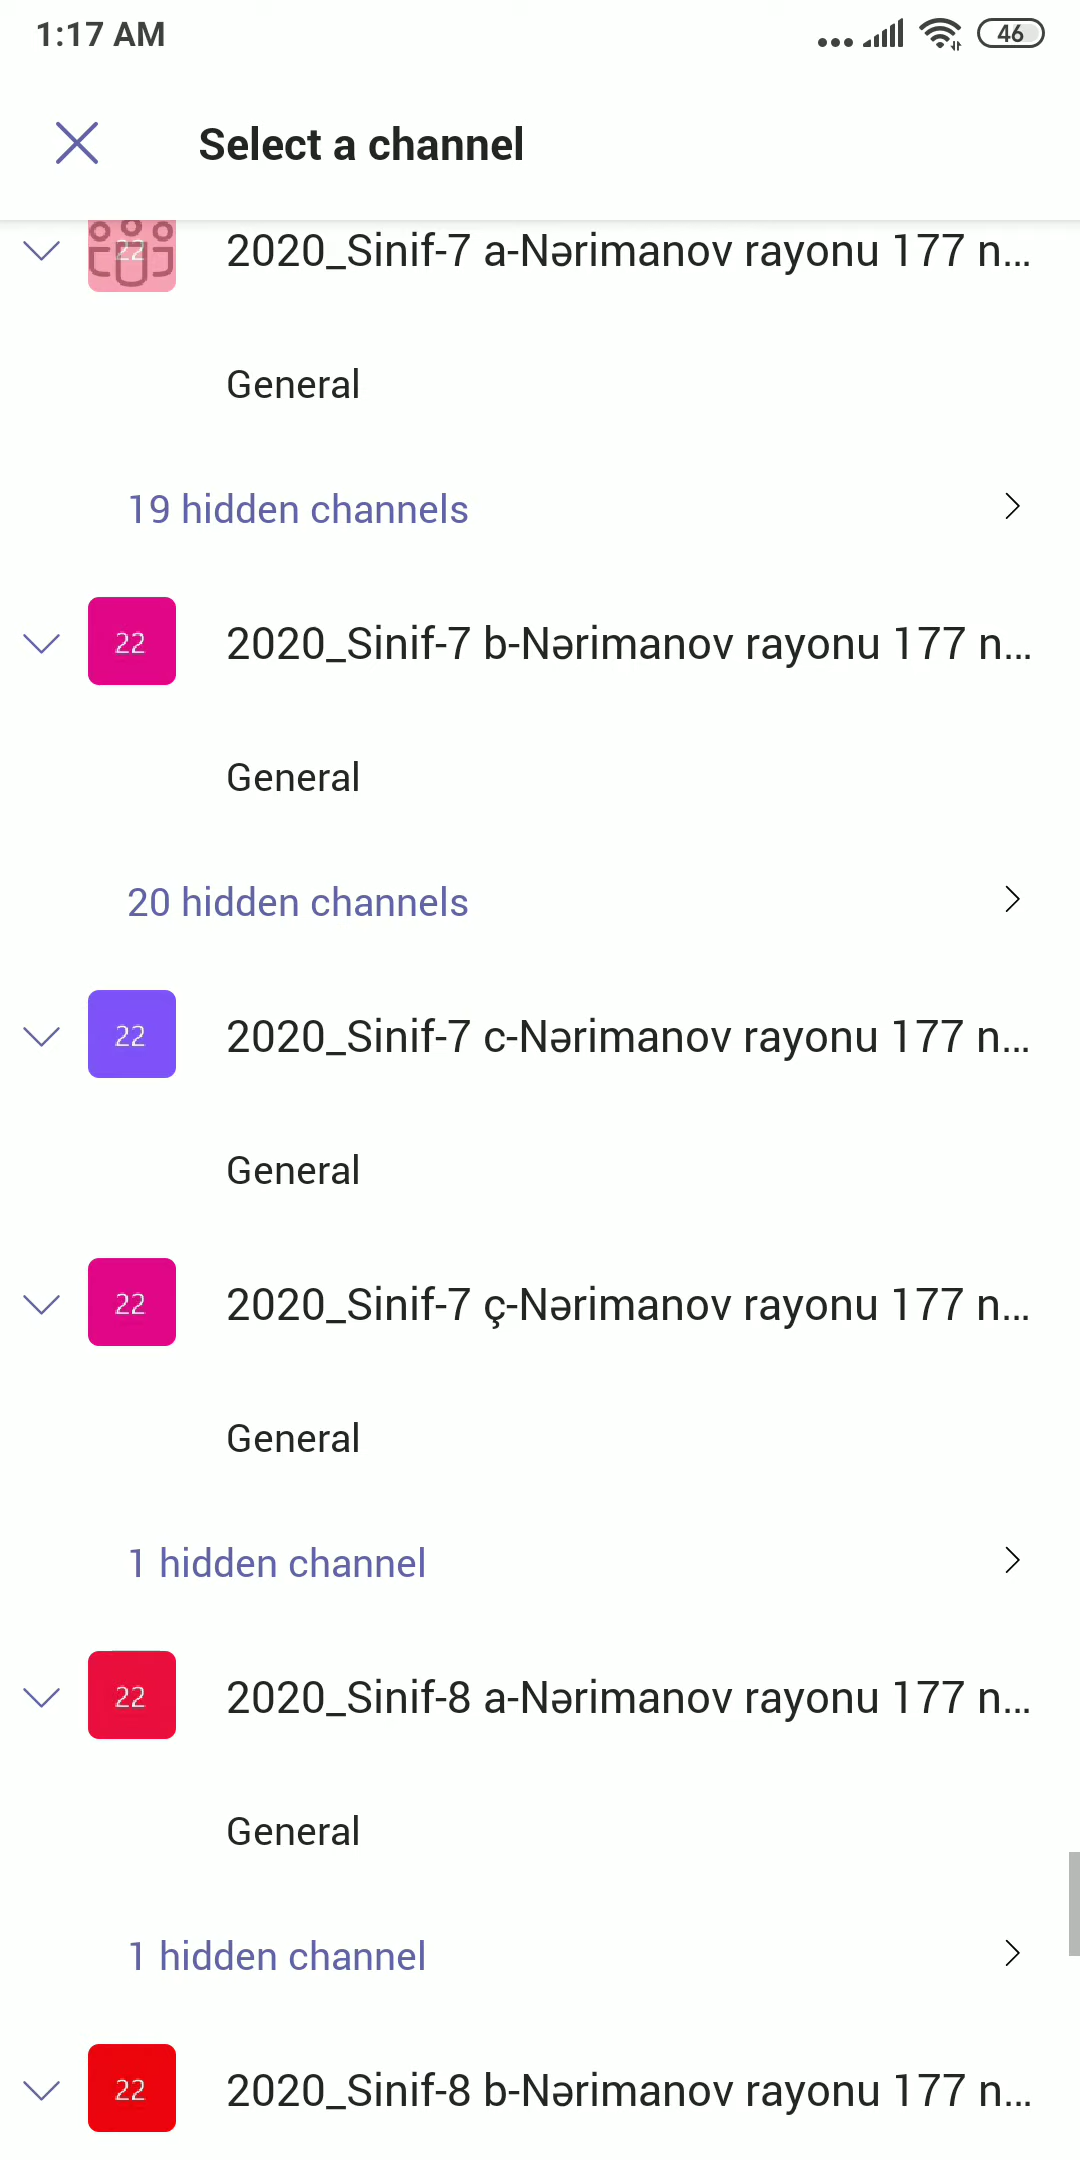 1:17 AM
46
Select a channel
22
2020_Sinif-7 a-Nərimanov rayonu 177 n...
General
19 hidden channels
22
2020_Sinif-7 b-Nərimanov rayonu 177 n...
General
20 hidden channels
22
2020_Sinif-7 c-Nərimanov rayonu 177 n...
General
22
2020_Sinif-7 ç-Nərimanov rayonu 177 n...
General
1 hidden channel
22
2020_Sinif-8 a-Nərimanov rayonu 177 n...
General
1 hidden channel
22
2020_Sinif-8 b-Nərimanov rayonu 177 n...